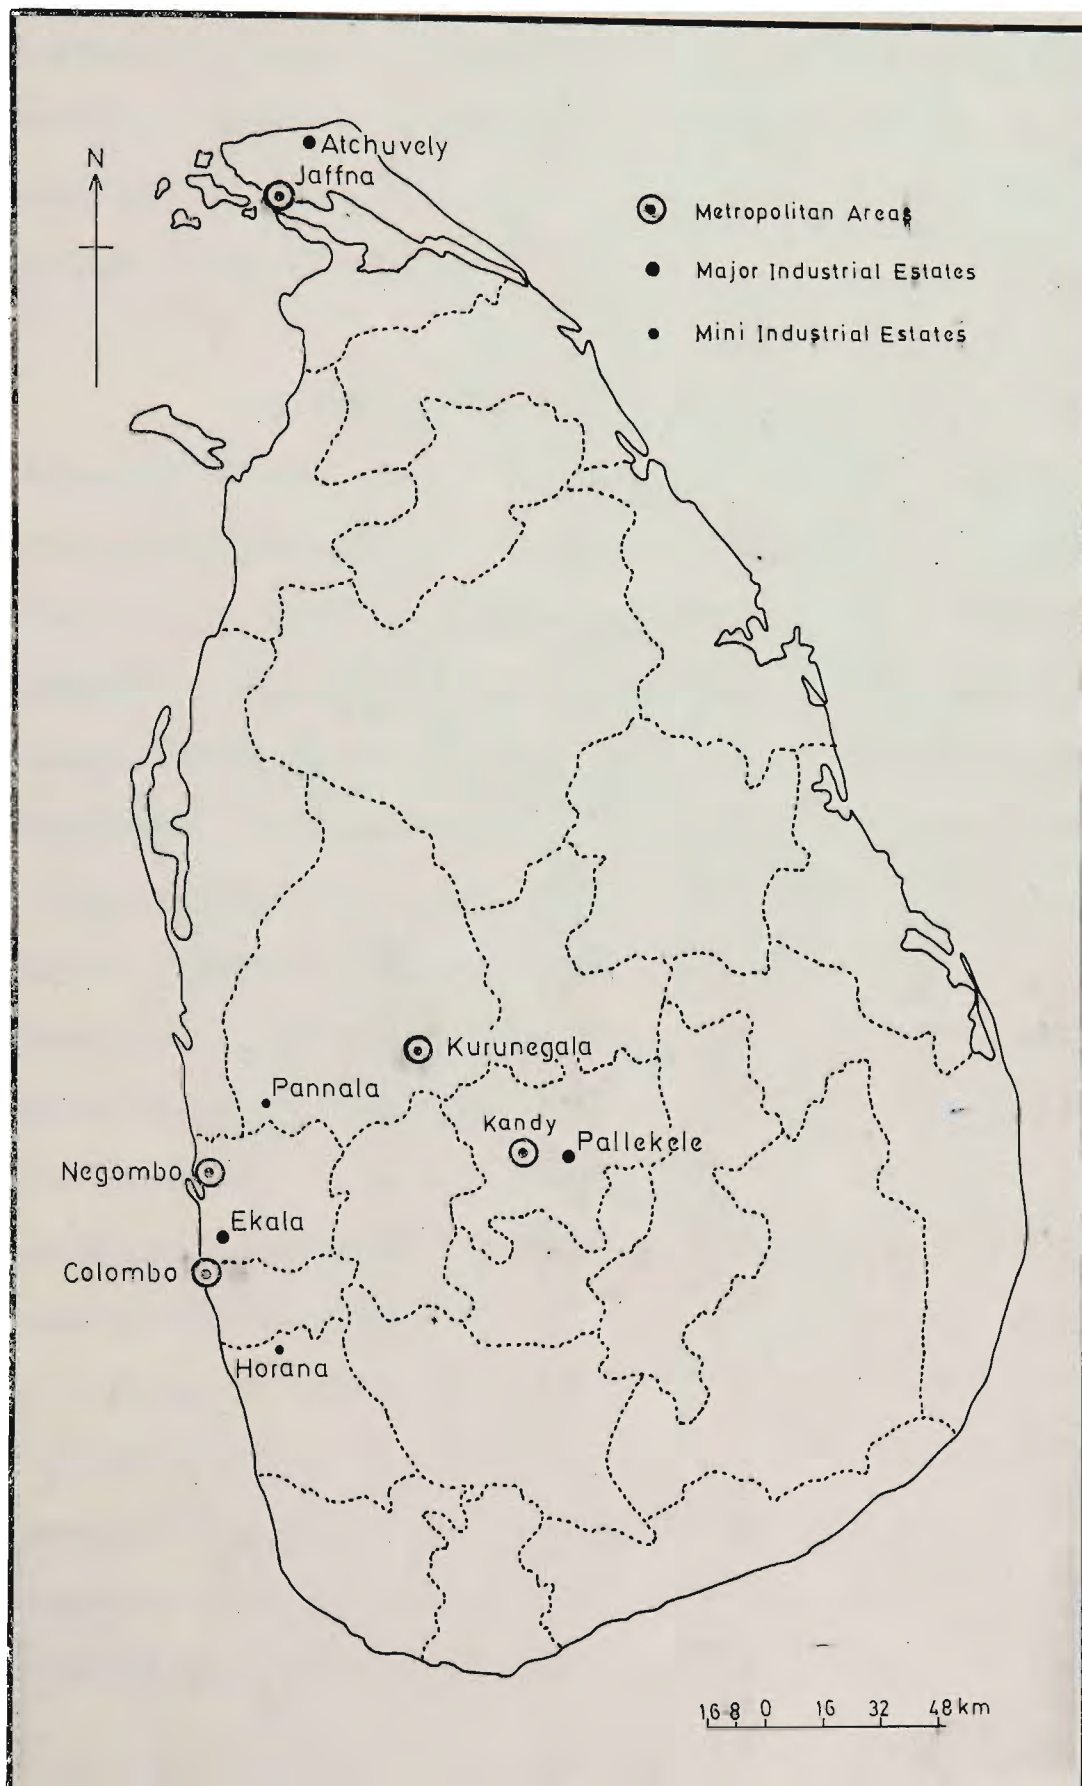 Atchuvely
N
Jaffna
Metropolitan Areas
Major Industrial Estates
Mini Industrial Estates
Kurunegala
Pannala
Kandy
Pallekele
Negombo
Ekala
Colombo
Horana
16 8 0 16 32 48 km